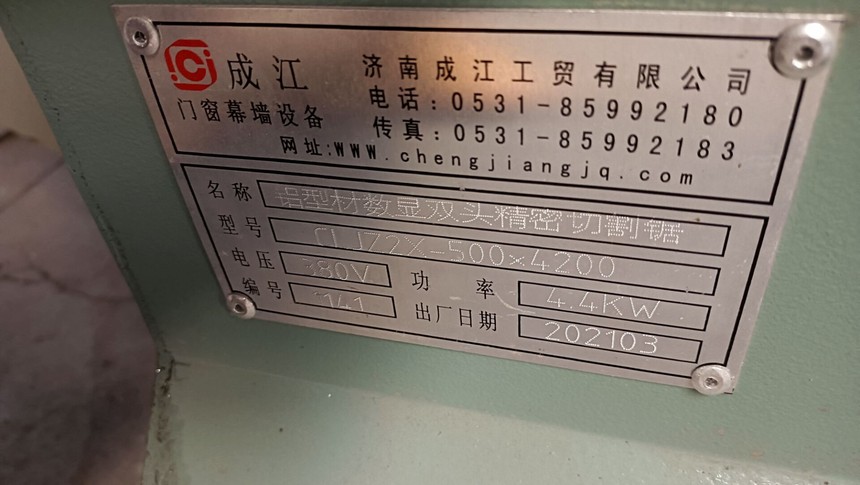 成江
门窗幕墙设备
济南成江工贸有限公司
电话:0531-85992180
传真:0531-85992183
网址:WWW.chengjiangjq.com
名称 铝型材数显双头精密切割锯
型号 CLJZ2X-500×4200
电压 380V 功率 4.4KW
编号 1141 出厂日期 202103